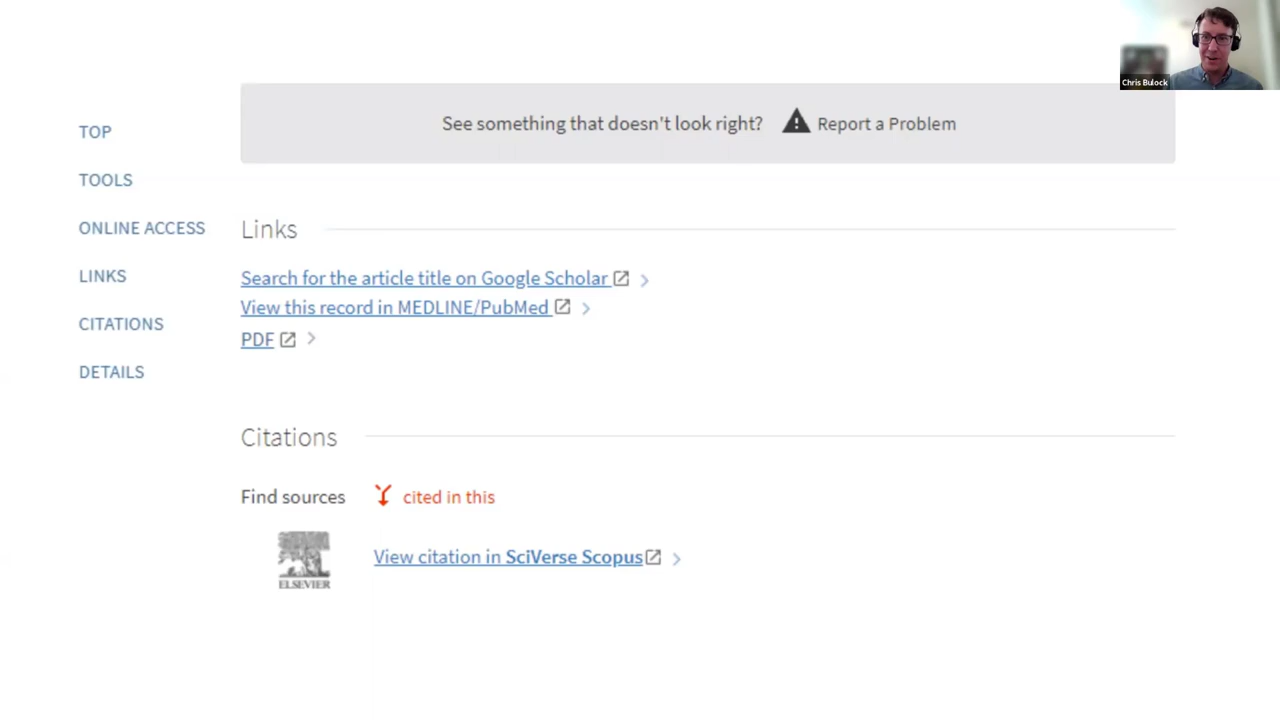 Chris Bulock
See something that doesn't look right? Report a Problem
TOP
TOOLS
ONLINE ACCESS
LINKS
CITATIONS
DETAILS
Links
Search for the article title on Google Scholar
View this record in MEDLINE/PubMed
PDF
Citations
Find sources cited in this
ELSEVIER
View citation in SciVerse Scopus